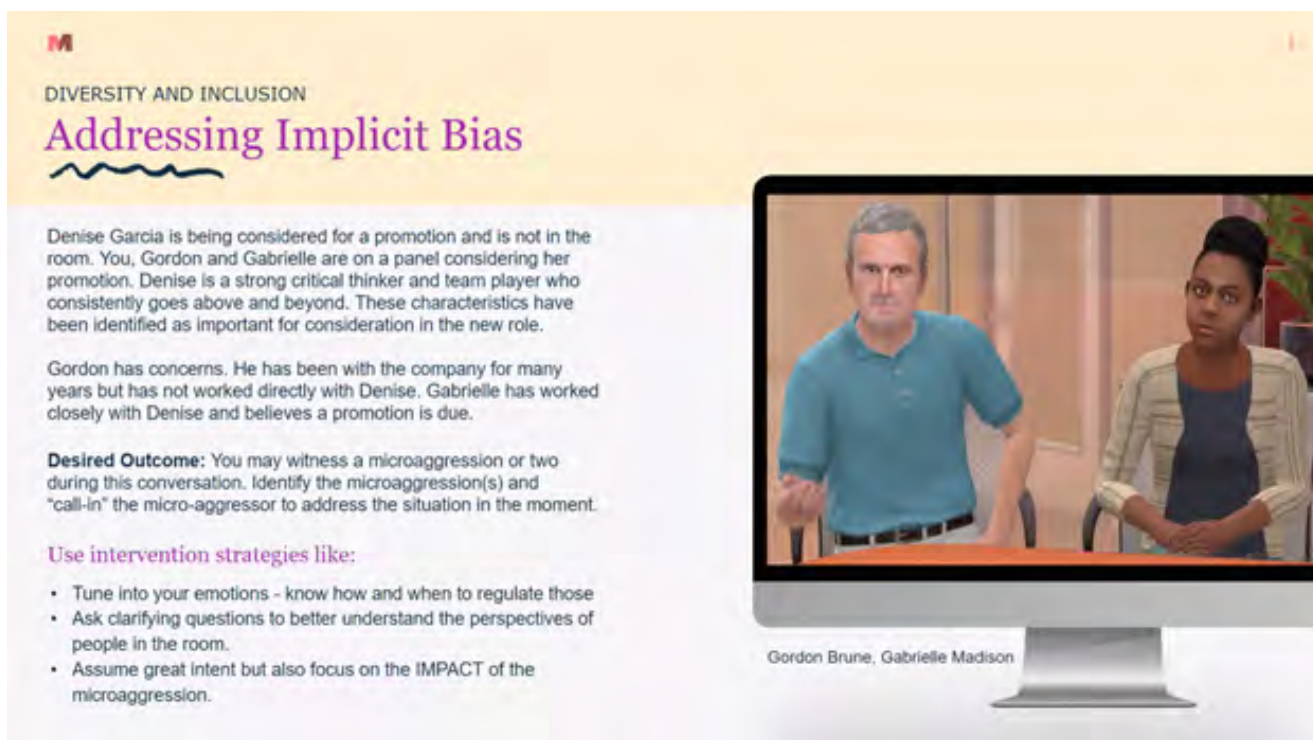 M
DIVERSITY AND INCLUSION
Addressing Implicit Bias
Denise Garcia is being considered for a promotion and is not in the
room. You, Gordon and Gabrielle are on a panel considering her
promotion. Denise is a strong critical thinker and team player who
consistently goes above and beyond. These characteristics have
been identified as important for consideration in the new role.
Gordon has concerns. He has been with the company for many
years but has not worked directly with Denise. Gabrielle has worked
closely with Denise and believes a promotion is due.
Desired Outcome: You may witness a microaggression or two
during this conversation. Identify the microaggression(s) and
“call-in” the micro-aggressor to address the situation in the moment.
Use intervention strategies like:
• Tune into your emotions - know how and when to regulate those
• Ask clarifying questions to better understand the perspectives of
people in the room.
• Assume great intent but also focus on the IMPACT of the
microaggression.
Gordon Brune, Gabrielle Madison